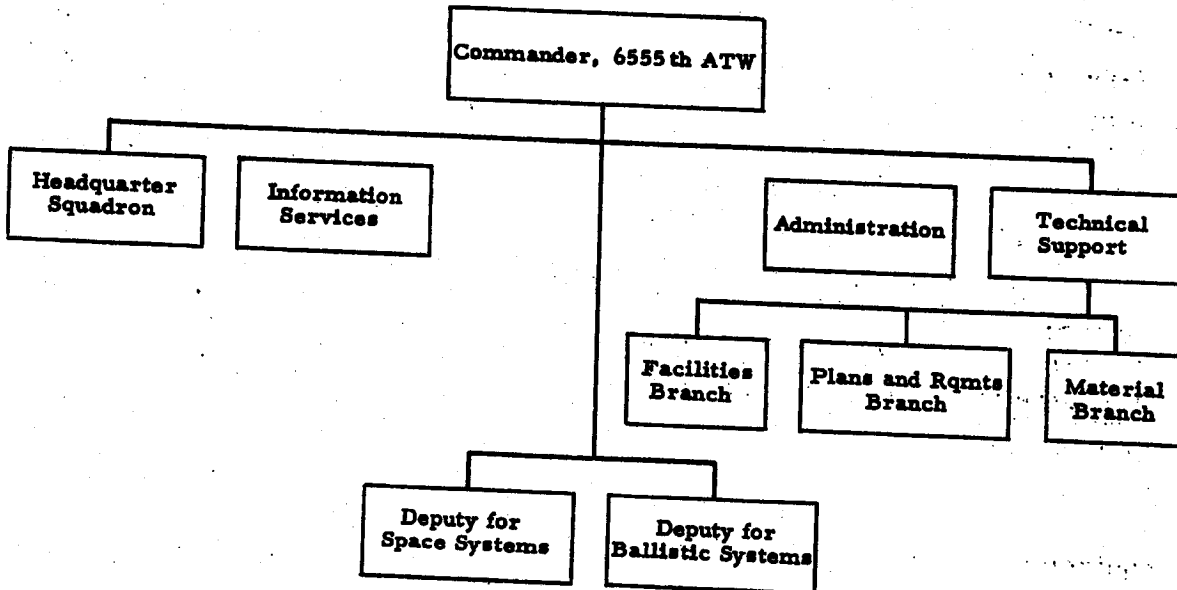 Commander, 6555th ATW
Headquarter
Squadron
Information
Services
Administration
Technical
Support
Facilities
Branch
Plans and Rqmts
Branch
Material
Branch
Deputy for
Space Systems
Deputy for
Ballistic Systems